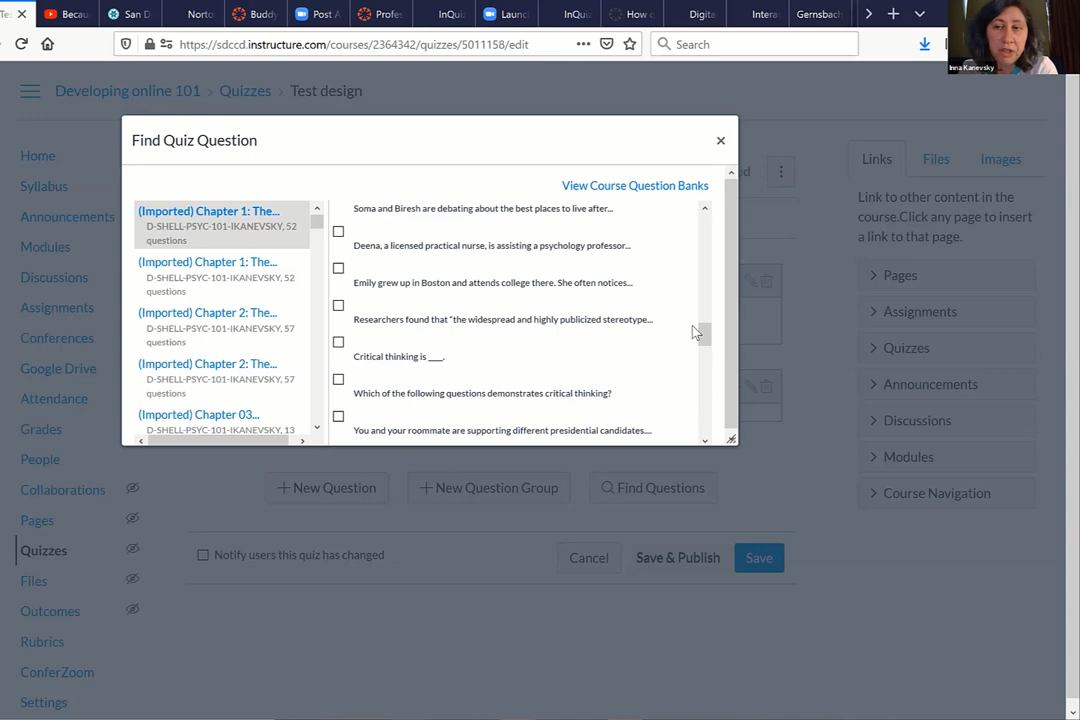 Tes
Becau
San D
Norto
Buddy
Post A
Profes
InQuiz
Launc
InQuiz
How c
Digita
Intera
Gernsbach
https://sdccd.instructure.com/courses/2364342/quizzes/5011158/edit
Search
Inna Kanevsky
Developing online 101 > Quizzes > Test design
Home
Syllabus
Announcements
Modules
Discussions
Assignments
Conferences
Google Drive
Attendance
Grades
People
Collaborations
Pages
Quizzes
Files
Outcomes
Rubrics
ConferZoom
Settings
Find Quiz Question
View Course Question Banks
(Imported) Chapter 1: The...
D-SHELL-PSYC-101-IKANEVSKY, 52
questions
(Imported) Chapter 1: The...
D-SHELL-PSYC-101-IKANEVSKY, 52
questions
(Imported) Chapter 2: The...
D-SHELL-PSYC-101-IKANEVSKY, 57
questions
(Imported) Chapter 2: The...
D-SHELL-PSYC-101-IKANEVSKY, 57
questions
(Imported) Chapter 03...
D-SHELL-PSYC-101-IKANEVSKY, 13
Soma and Biresh are debating about the best places to live after...
Deena, a licensed practical nurse, is assisting a psychology professor...
Emily grew up in Boston and attends college there. She often notices...
Researchers found that "the widespread and highly publicized stereotype...
Critical thinking is ___.
Which of the following questions demonstrates critical thinking?
You and your roommate are supporting different presidential candidates....
d
+ New Question
+ New Question Group
Find Questions
Notify users this quiz has changed
Cancel
Save & Publish
Save
Links
Files
Images
Link to other content in the
course.Click any page to insert
a link to that page.
Pages
Assignments
Quizzes
Announcements
Discussions
Modules
Course Navigation